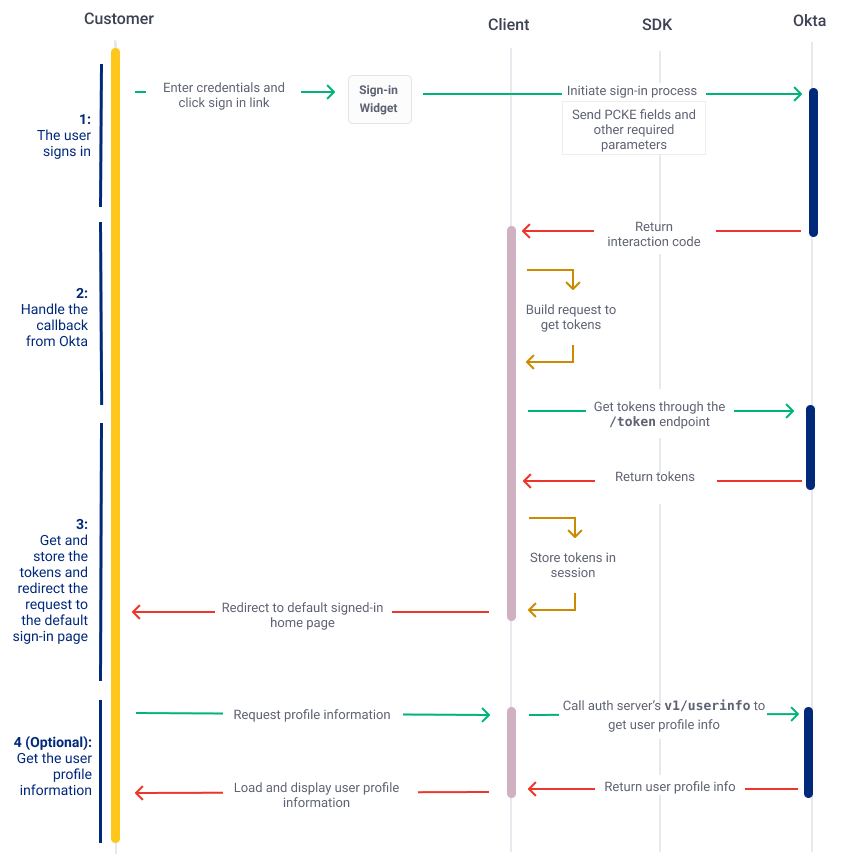 Customer
Client
SDK
Okta
1:
The user
signs in
Enter credentials and
click sign in link
Sign-in
Widget
Initiate sign-in process
Send PCKE fields and
other required
parameters
Return
interaction code
2:
Handle the
callback
from Okta
Build request to
get tokens
Get tokens through the
/token endpoint
Return tokens
3:
Get and
store the
tokens and
redirect the
request to
the default
sign-in page
Store tokens in
session
Redirect to default signed-in
home page
4 (Optional):
Get the user
profile
information
Request profile information
Call auth server's v1/userinfo to
get user profile info
Return user profile info
Load and display user profile
information